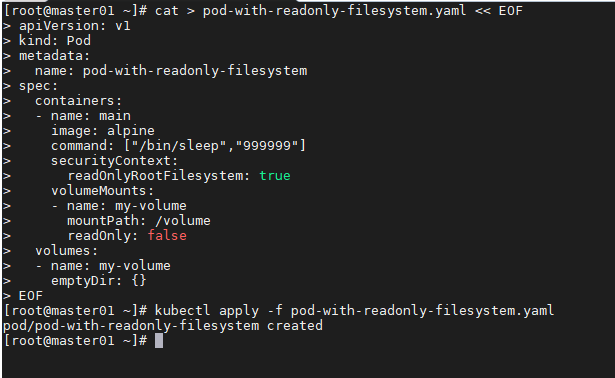 [root@master01 ~]# cat > pod-with-readonly-filesystem.yaml << EOF
> apiVersion: v1
> kind: Pod
> metadata:
>   name: pod-with-readonly-filesystem
> spec:
>   containers:
>   - name: main
>     image: alpine
>     command: ["/bin/sleep","999999"]
>     securityContext:
>       readOnlyRootFilesystem: true
>     volumeMounts:
>     - name: my-volume
>       mountPath: /volume
>       readOnly: false
>   volumes:
>   - name: my-volume
>     emptyDir: {}
> EOF
[root@master01 ~]# kubectl apply -f pod-with-readonly-filesystem.yaml
pod/pod-with-readonly-filesystem created
[root@master01 ~]#